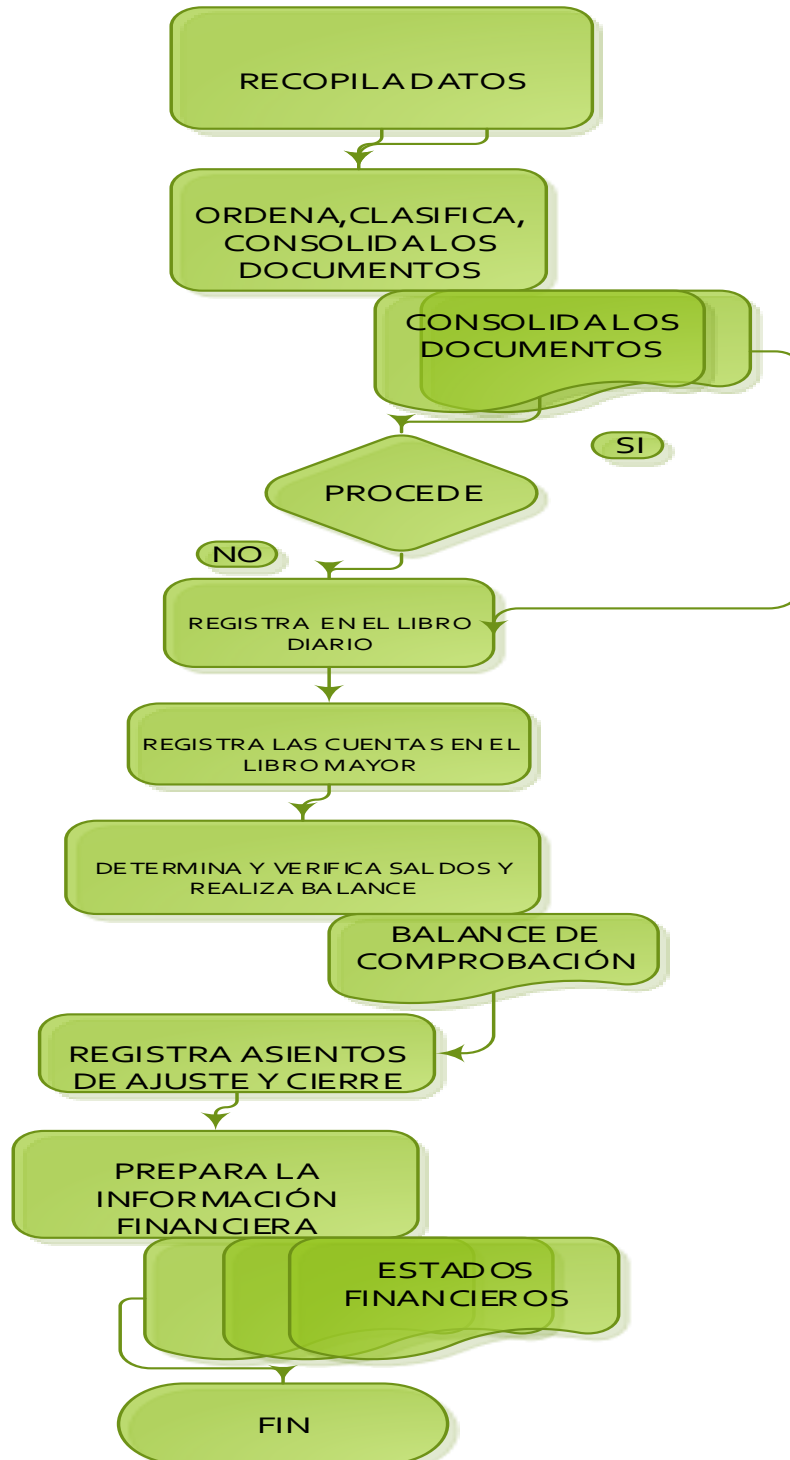 RECOPILA DATOS
ORDENA, CLASIFICA,
CONSOLIDA LOS
DOCUMENTOS
CONSOLIDA LOS
DOCUMENTOS
SI
PROCEDE
NO
REGISTRA EN EL LIBRO
DIARIO
REGISTRA LAS CUENTAS EN EL
LIBRO MAYOR
DETERMINA Y VERIFICA SALDOS Y
REALIZA BALANCE
BALANCE DE
COMPROBACIÓN
REGISTRA ASIENTOS
DE AJUSTE Y CIERRE
PREPARA LA
INFORMACIÓN
FINANCIERA
ESTADOS
FINANCIEROS
FIN